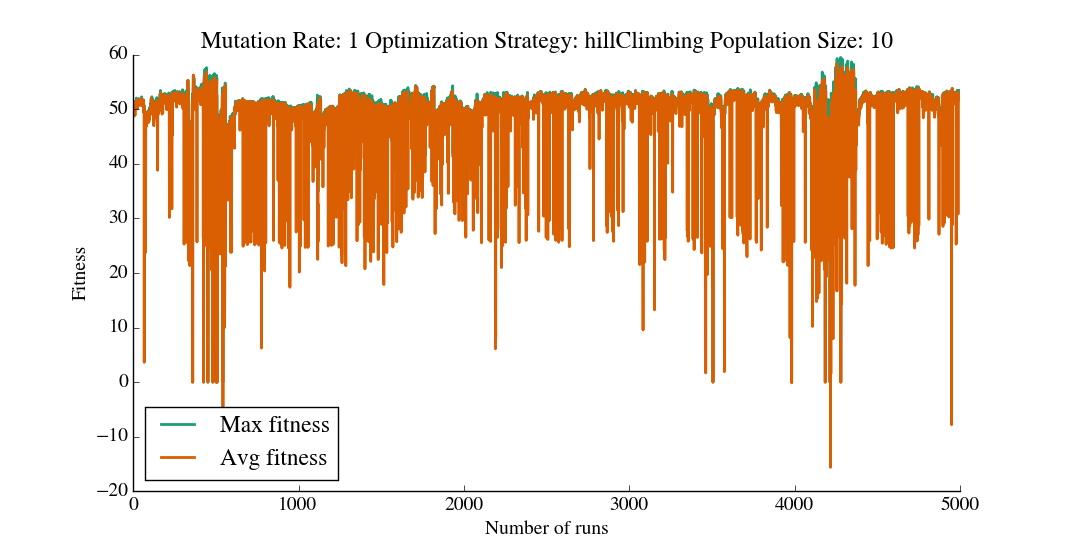 Mutation Rate: 1 Optimization Strategy: hillClimbing Population Size: 10
60
50
40
30
20
10
0
−10
−20
Fitness
Max fitness
Avg fitness
0 1000 2000 3000 4000 5000
Number of runs